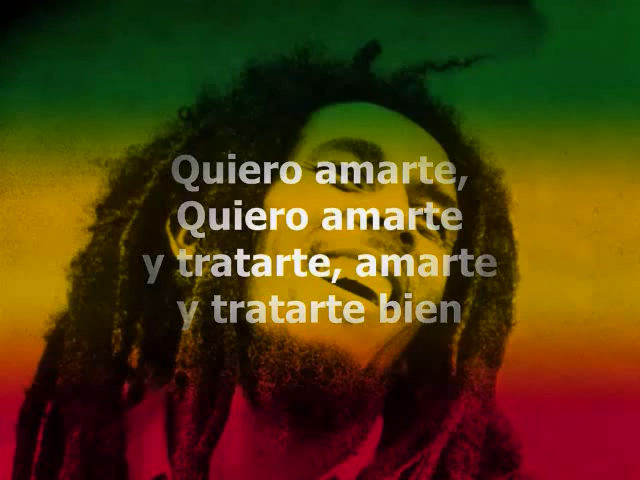 Quiero amarte,
Quiero amarte
y tratarte, amarte
y tratarte bien